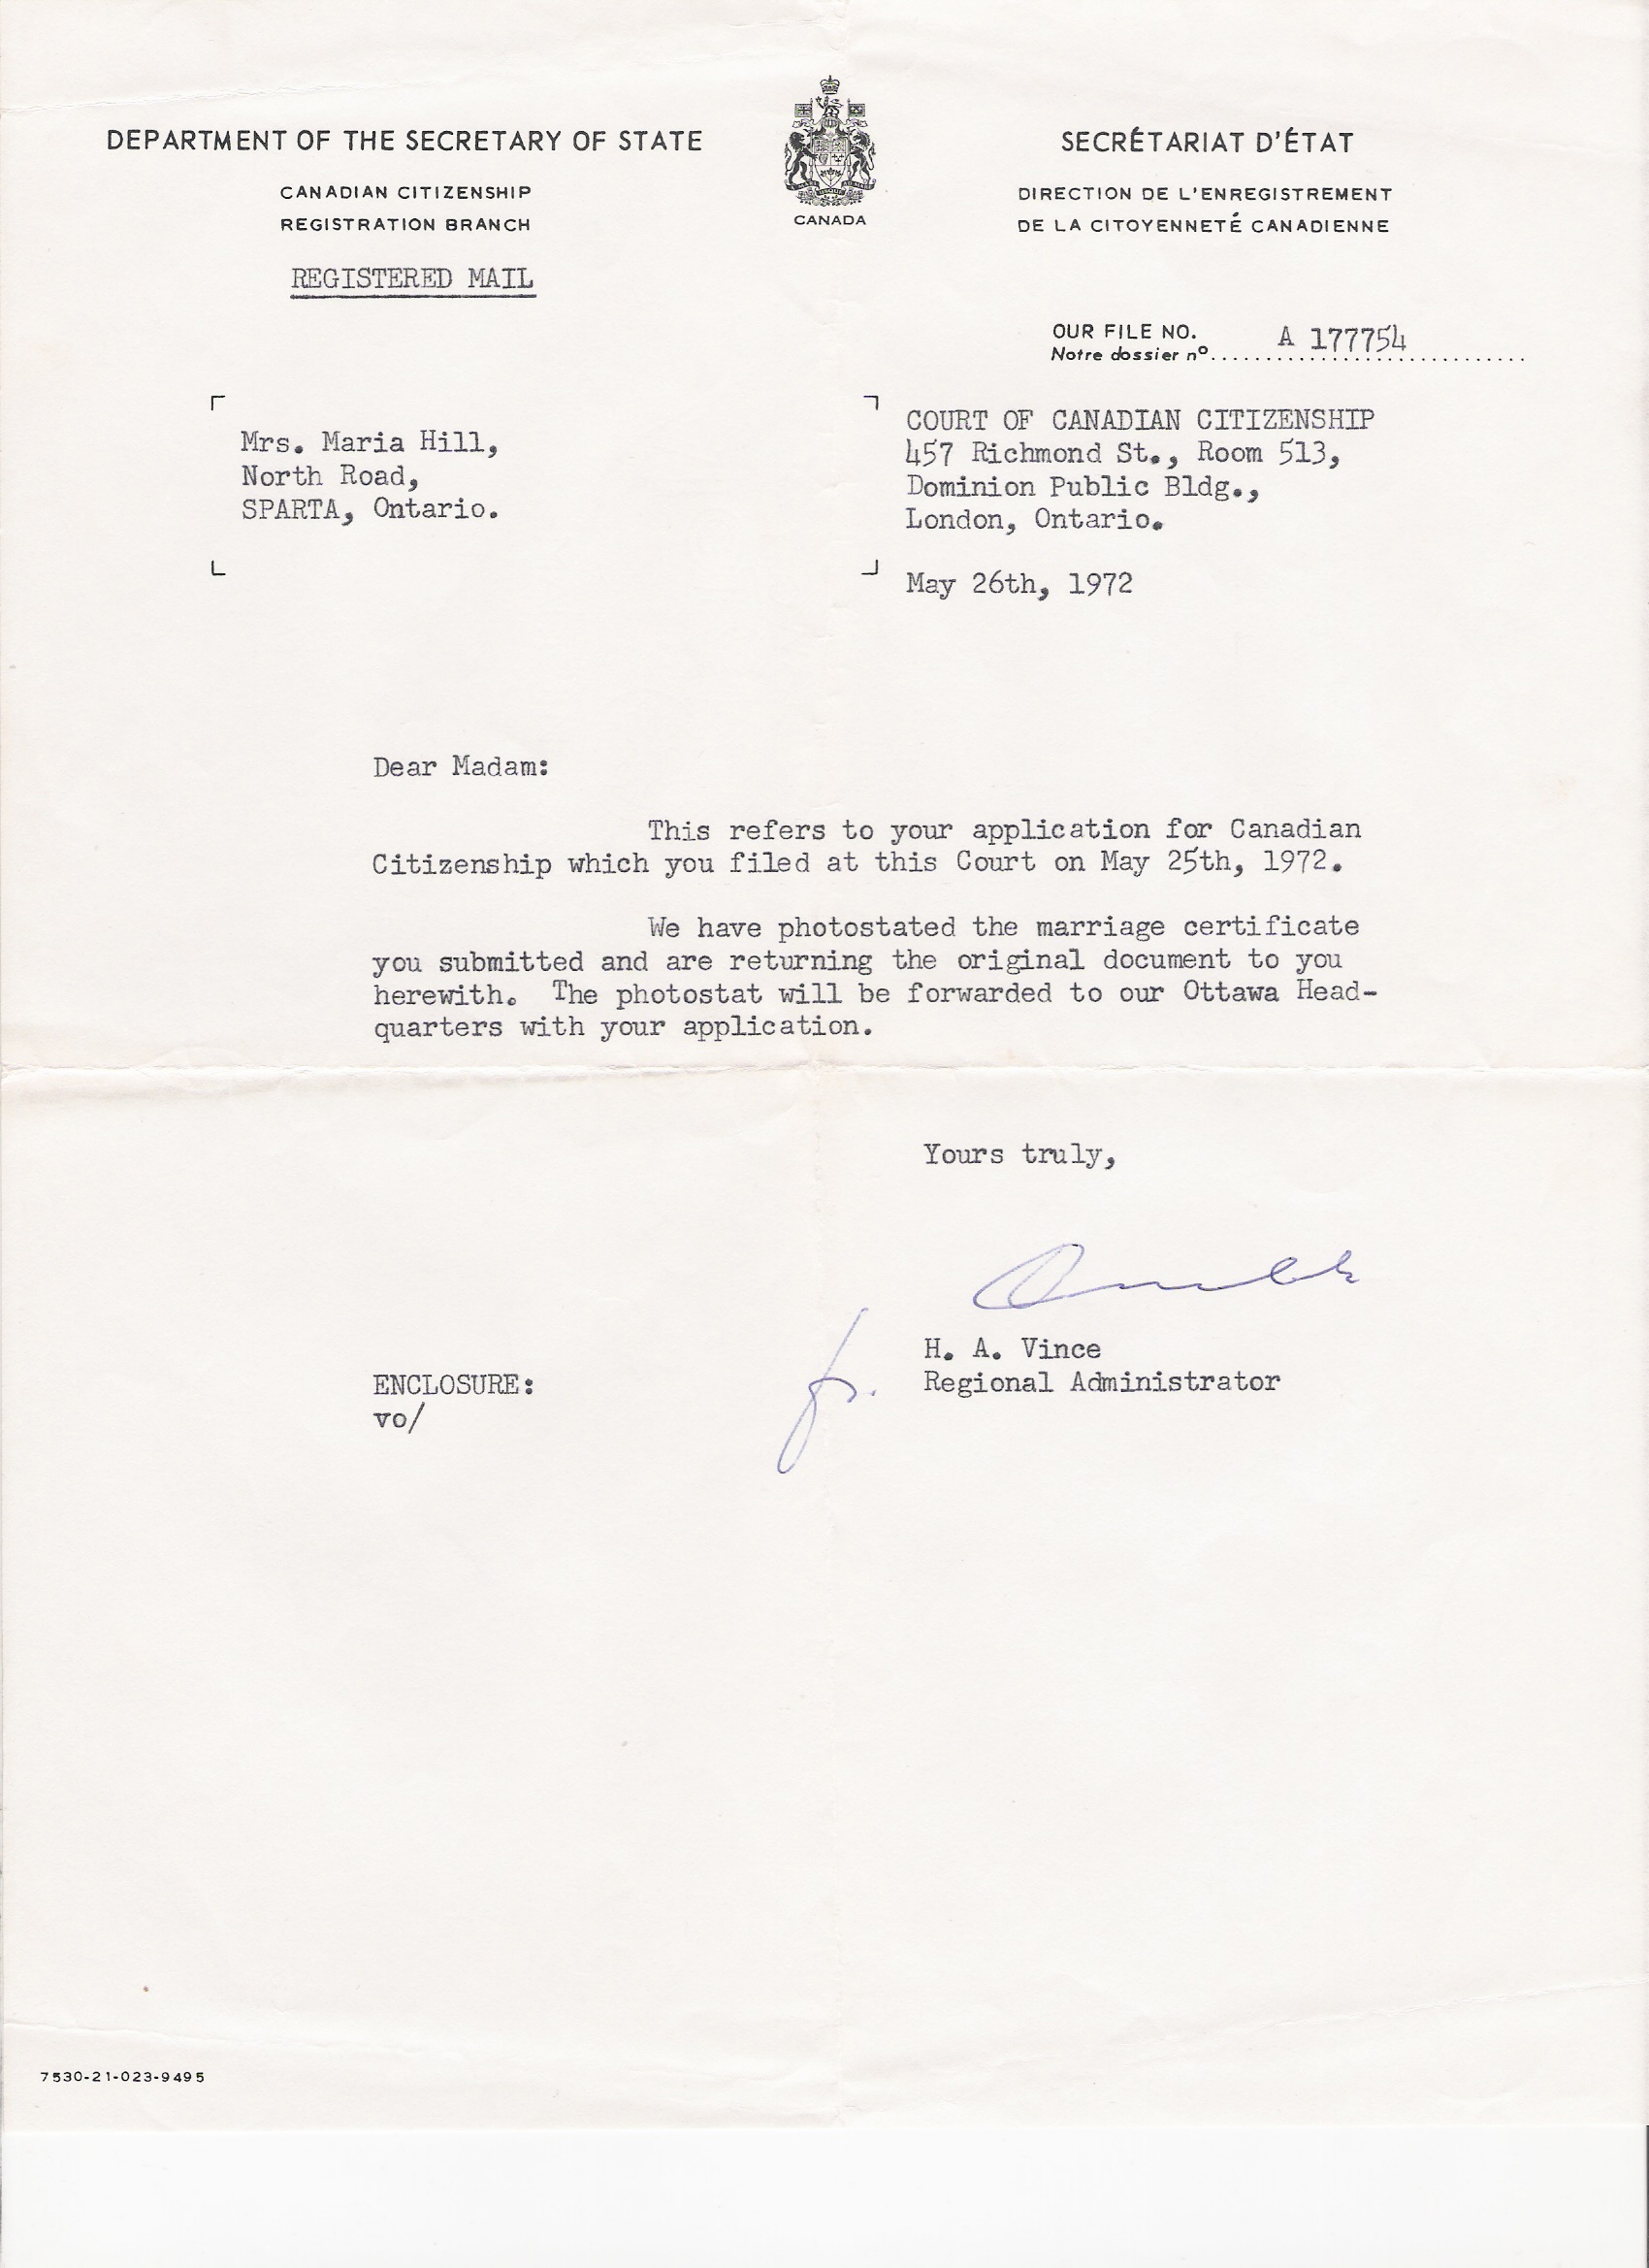 DEPARTMENT OF THE SECRETARY OF STATE
CANADIAN CITIZENSHIP
REGISTRATION BRANCH
REGISTERED MAIL
CANADA
SECRÉTARIAT D'ÉTAT
DIRECTION DE L'ENREGISTREMENT
DE LA CITOYENNETÉ CANADIENNE
OUR FILE NO. A 177754
Notre dossier nº
Mrs. Maria Hill,
North Road,
SPARTA, Ontario.
COURT OF CANADIAN CITIZENSHIP
457 Richmond St., Room 513,
Dominion Public Bldg.,
London, Ontario.
May 26th, 1972
Dear Madam:
This refers to your application for Canadian
Citizenship which you filed at this Court on May 25th, 1972.
We have photostated the marriage certificate
you submitted and are returning the original document to you
herewith. The photostat will be forwarded to our Ottawa Head-
quarters with your application.
Yours truly,
for.
H. A. Vince
Regional Administrator
ENCLOSURE:
vo/
7530-21-023-9495